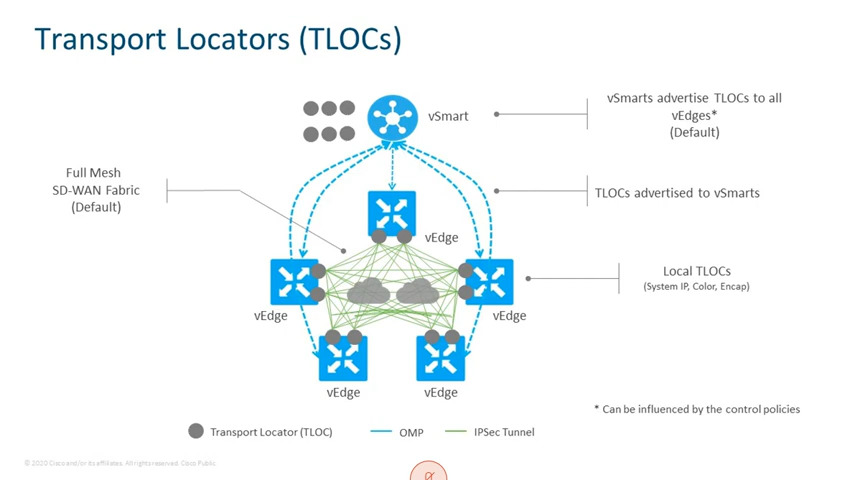 Transport Locators (TLOCs)
vSmart
vSmarts advertise TLOCs to all
vEdges*
(Default)
Full Mesh
SD-WAN Fabric
(Default)
TLOCs advertised to vSmarts
vEdge
Local TLOCs
(System IP, Color, Encap)
vEdge
vEdge
vEdge
vEdge
* Can be influenced by the control policies
Transport Locator (TLOC)
OMP
IPSec Tunnel
© 2020 Cisco and/or its affiliates. All rights reserved. Cisco Public